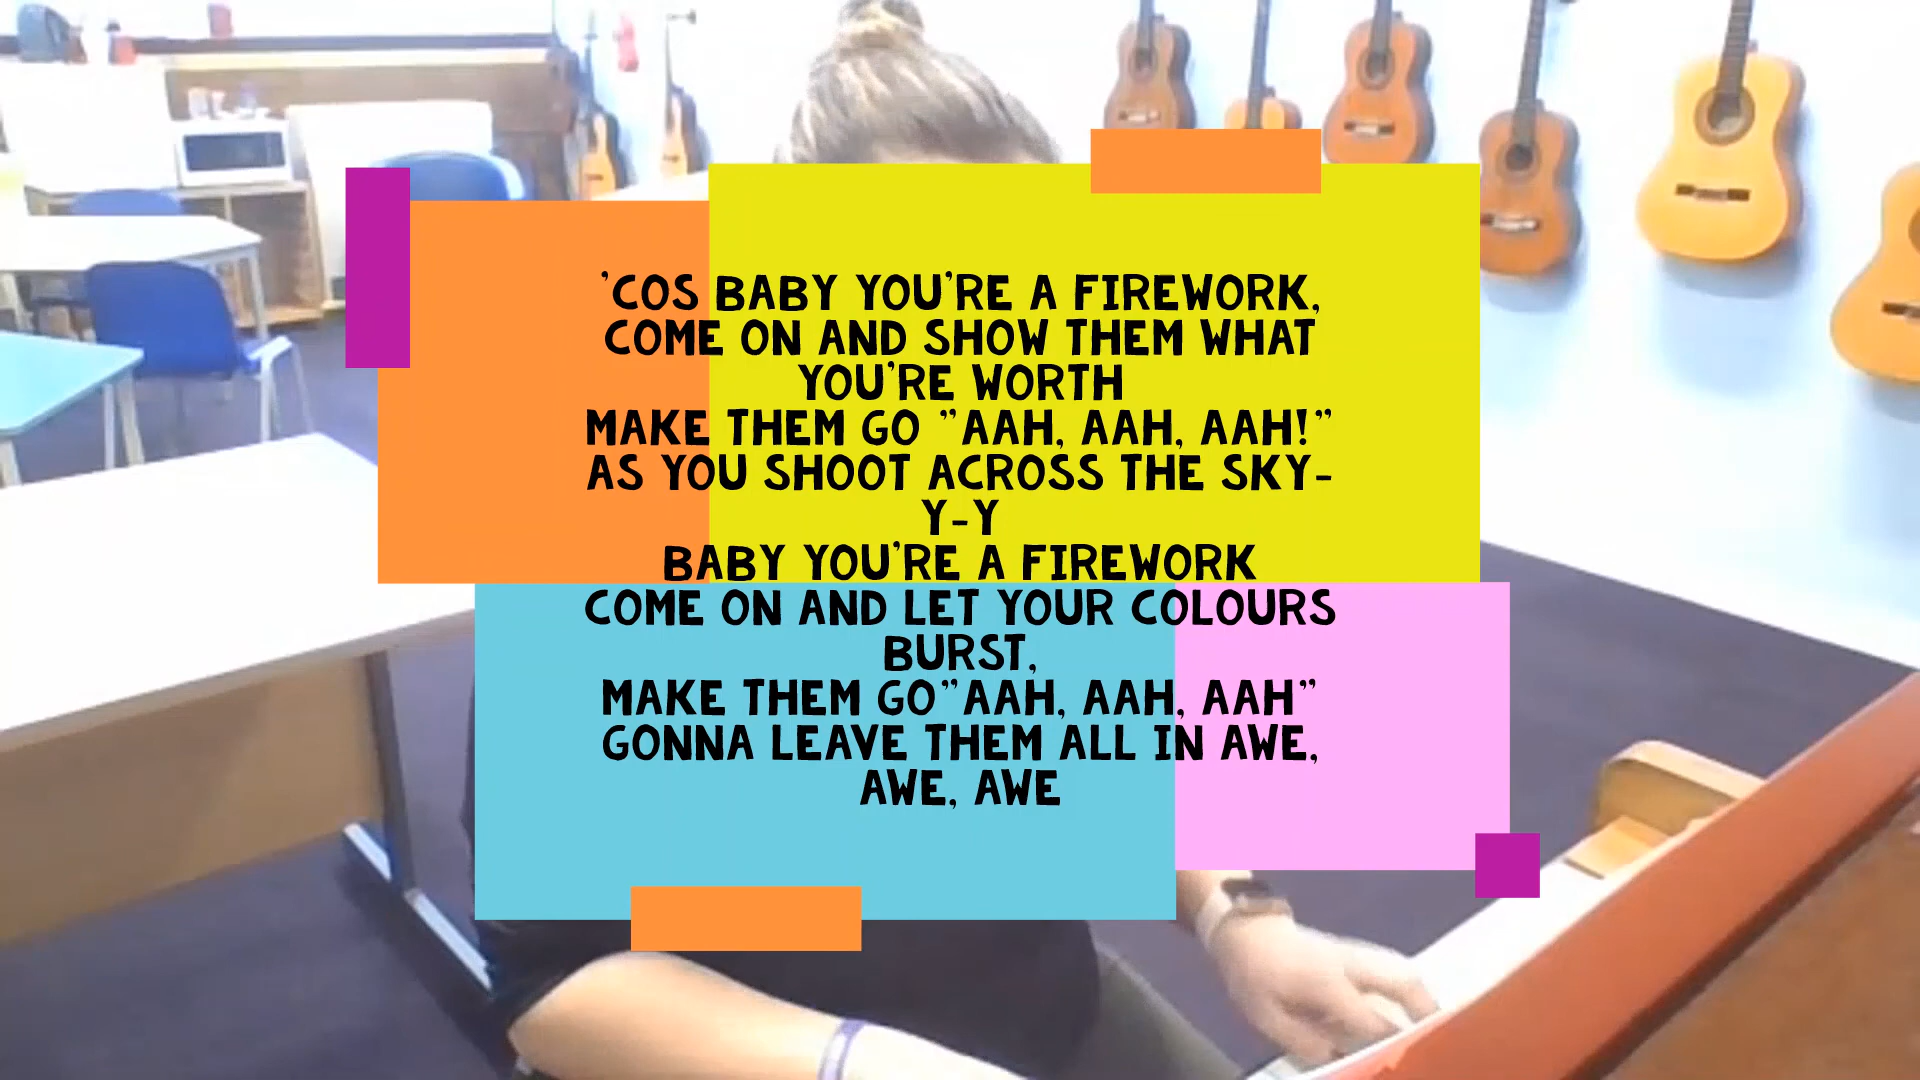 'COS BABY YOU'RE A FIREWORK,
COME ON AND SHOW THEM WHAT
YOU'RE WORTH
MAKE THEM GO "AAH, AAH, AAH!"
AS YOU SHOOT ACROSS THE SKY-
Y-Y
BABY YOU'RE A FIREWORK
COME ON AND LET YOUR COLOURS
BURST,
MAKE THEM GO"AAH, AAH, AAH"
GONNA LEAVE THEM ALL IN AWE,
AWE, AWE